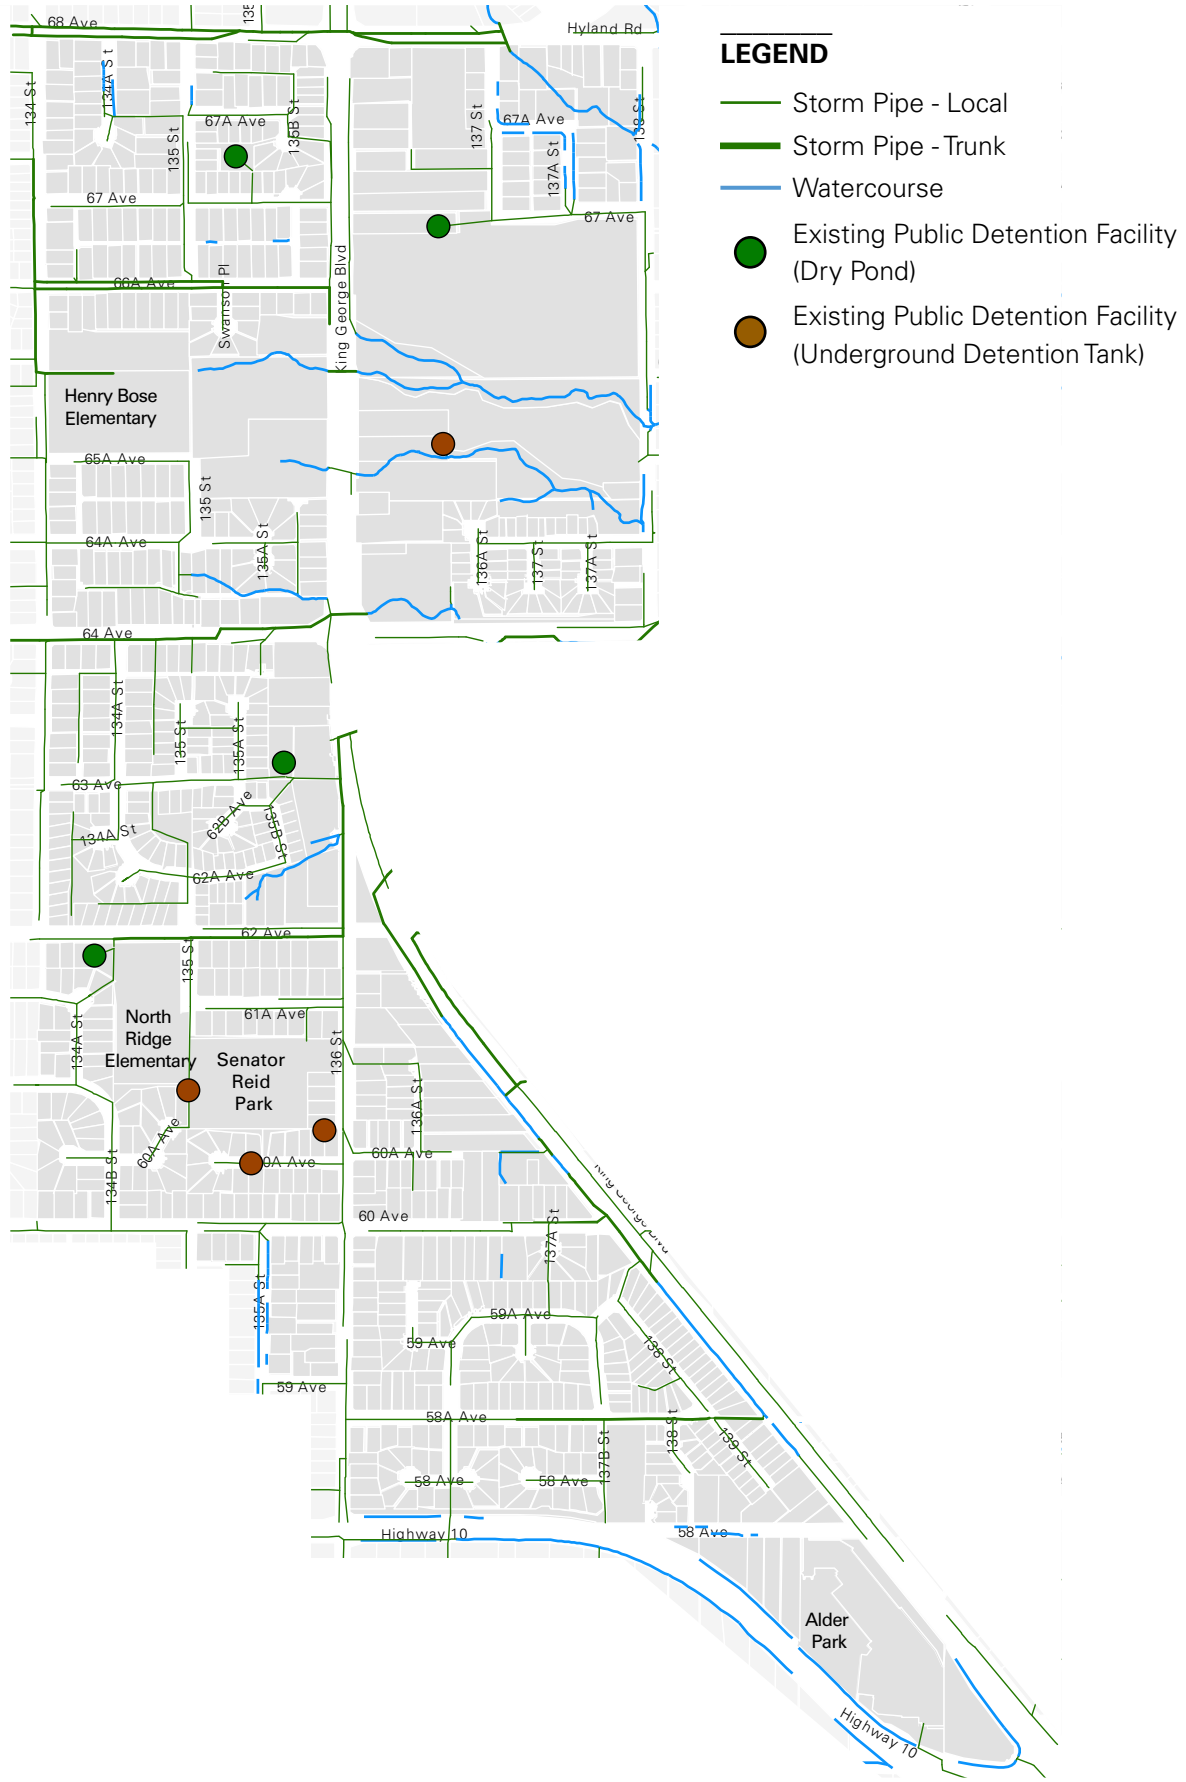 68 Ave
135
Hyland Rd
LEGEND
Storm Pipe - Local
Storm Pipe - Trunk
Watercourse
Existing Public Detention Facility
(Dry Pond)
Existing Public Detention Facility
(Underground Detention Tank)
134 St
134A St
135 St
67A Ave
135B St
137 St
67A Ave
138 St
137A St
67 Ave
67 Ave
66A Ave
Swanson Pl
King George Blvd
Henry Bose
Elementary
65A Ave
135 St
64A Ave
135A St
136A St
137 St
137A St
64 Ave
134A St
135 St
135A St
63 Ave
62B Ave
135B St
134A St
62A Ave
62 Ave
135 St
North
Ridge
Elementary
61A Ave
134A St
136 St
Senator
Reid
Park
136A St
60A Ave
134B St
0A Ave
60A Ave
King George Blvd
60 Ave
137A St
135A St
59A Ave
59 Ave
138 St
59 Ave
58A Ave
138 St
139 St
137B St
58 Ave
58 Ave
Highway 10
58 Ave
Alder
Park
Highway 10